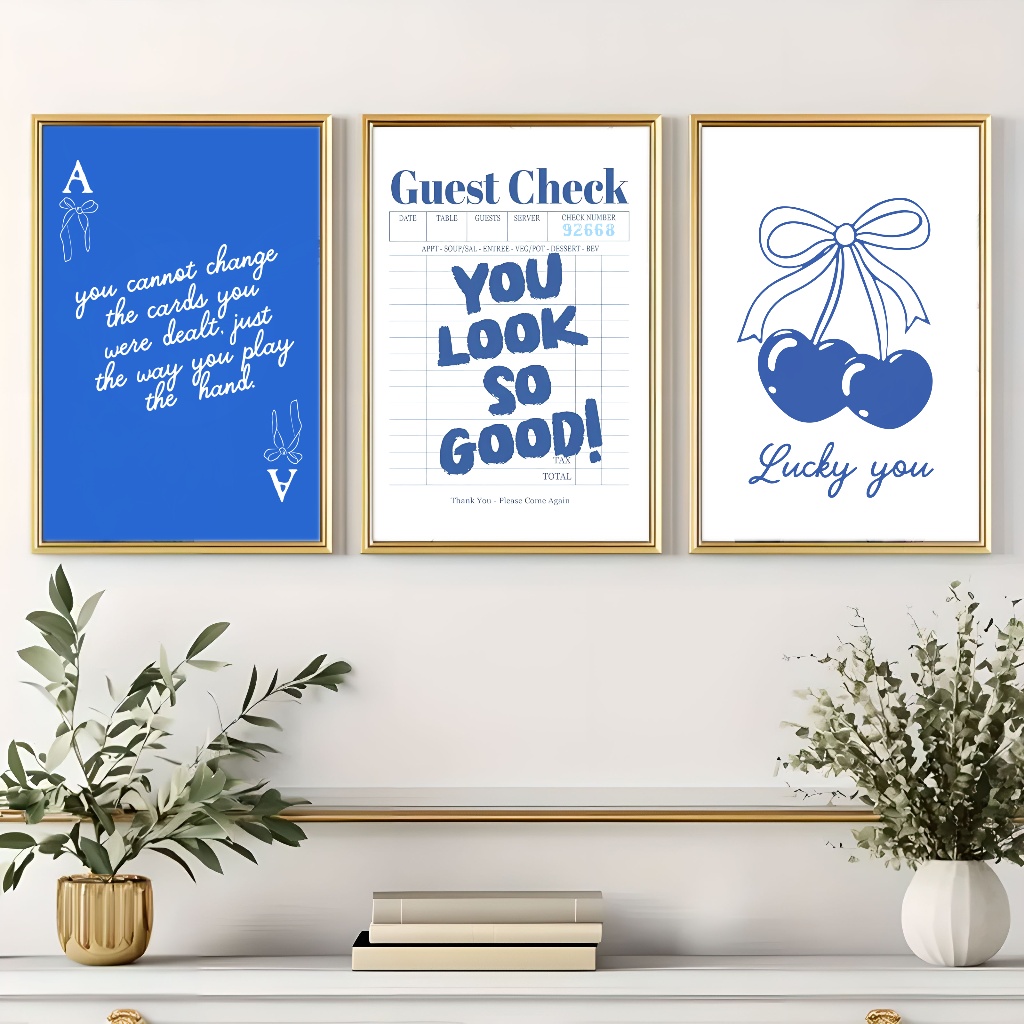 A
you cannot change
the cards you
were dealt. just
the way you play
the hand.
A
Guest Check
DATE TABLE GUESTS SERVER CHECK NUMBER
92668
APPT - SOUP/SAL - ENTREE - VEG/POT - DESSERT - BEV
YOU
LOOK
SO
GOOD!
TAX
TOTAL
Thank You - Please Come Again
Lucky you